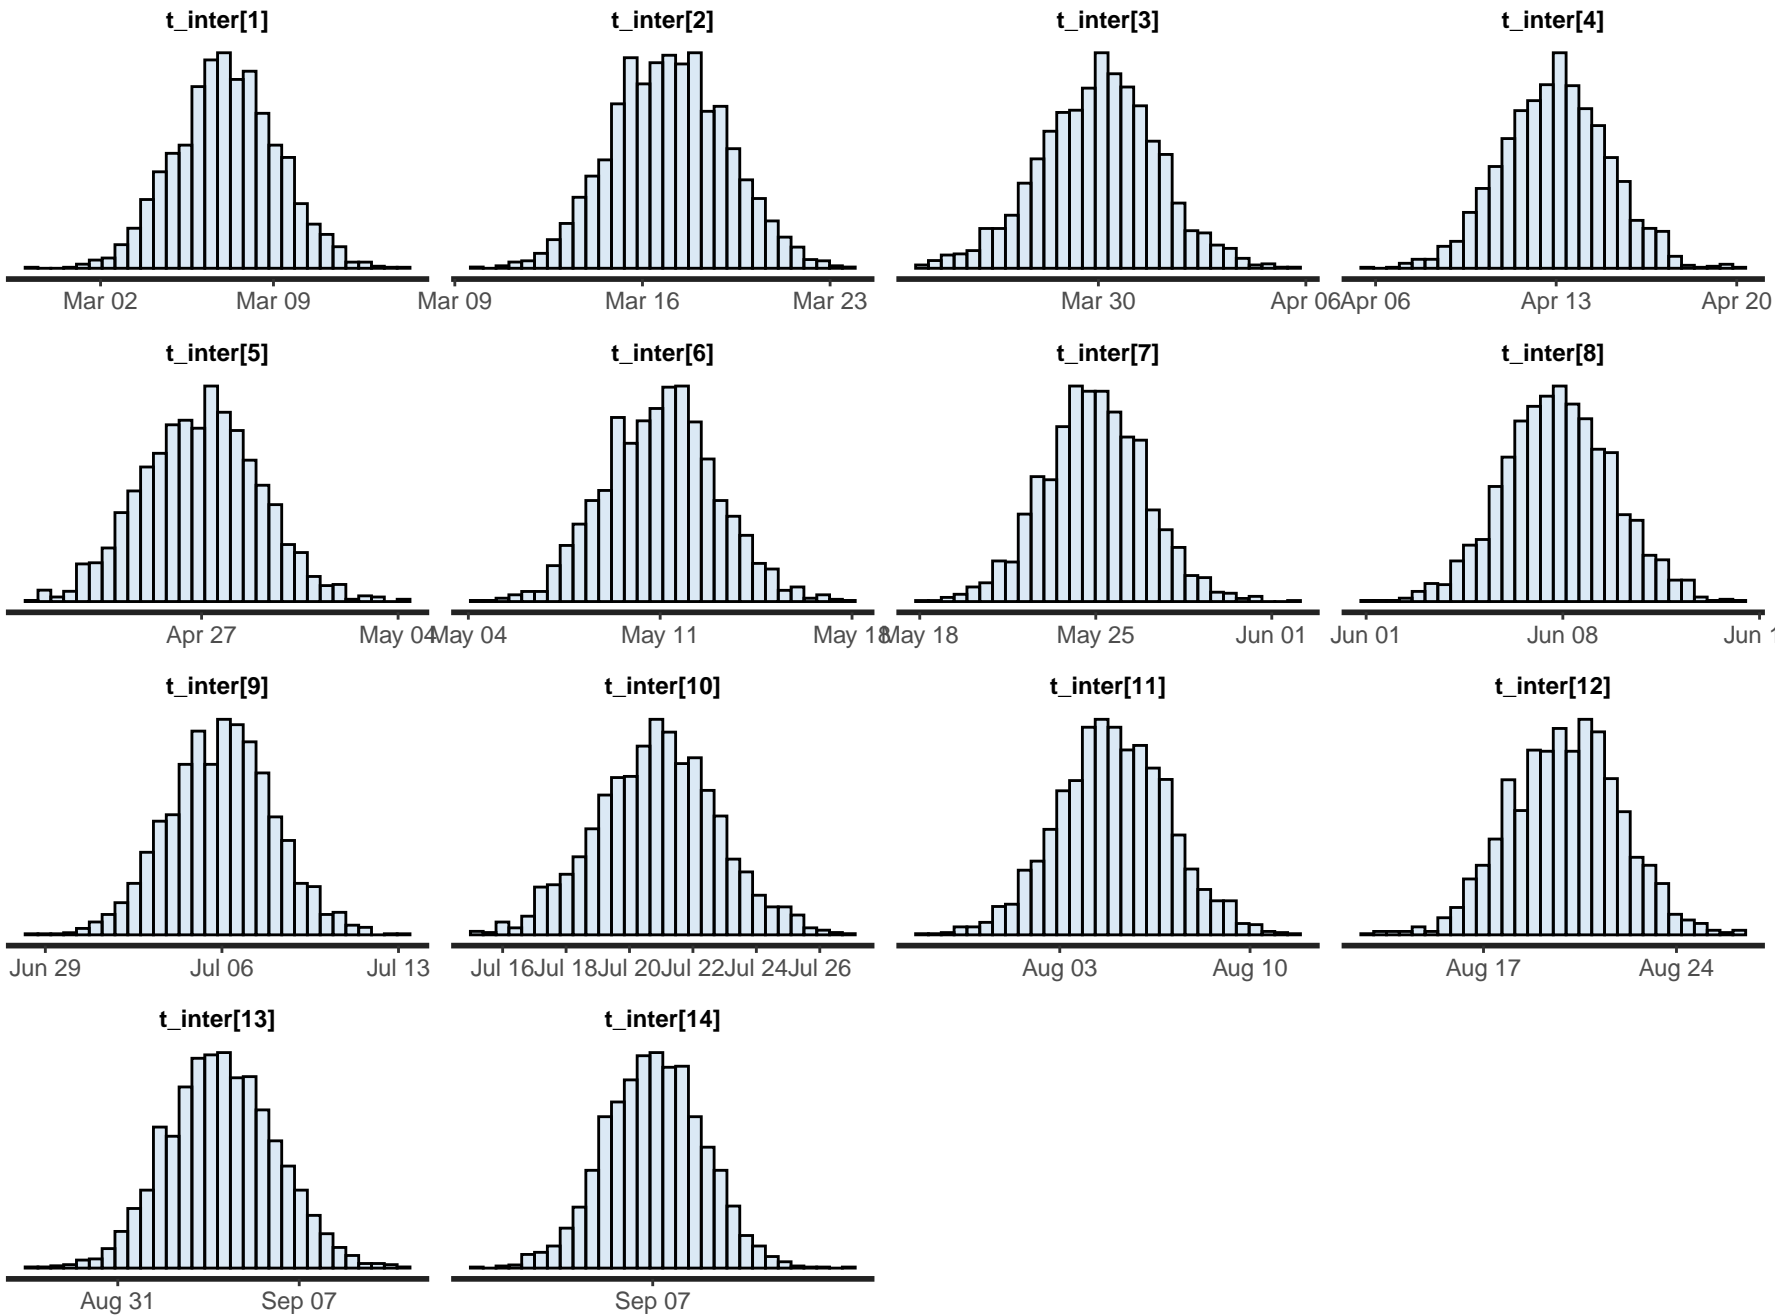 t_inter[1] t_inter[2] t_inter[3] t_inter[4]
Mar 02 Mar 09 Mar 09 Mar 16 Mar 23 Mar 30 Apr 06 Apr 06 Apr 13 Apr 20
t_inter[5] t_inter[6] t_inter[7] t_inter[8]
Apr 27 May 04 May 04 May 11 May 18 May 18 May 25 Jun 01 Jun 01 Jun 08 Jun 1
t_inter[9] t_inter[10] t_inter[11] t_inter[12]
Jun 29 Jul 06 Jul 13 Jul 16 Jul 18 Jul 20 Jul 22 Jul 24 Jul 26 Aug 03 Aug 10 Aug 17 Aug 24
t_inter[13] t_inter[14]
Aug 31 Sep 07 Sep 07